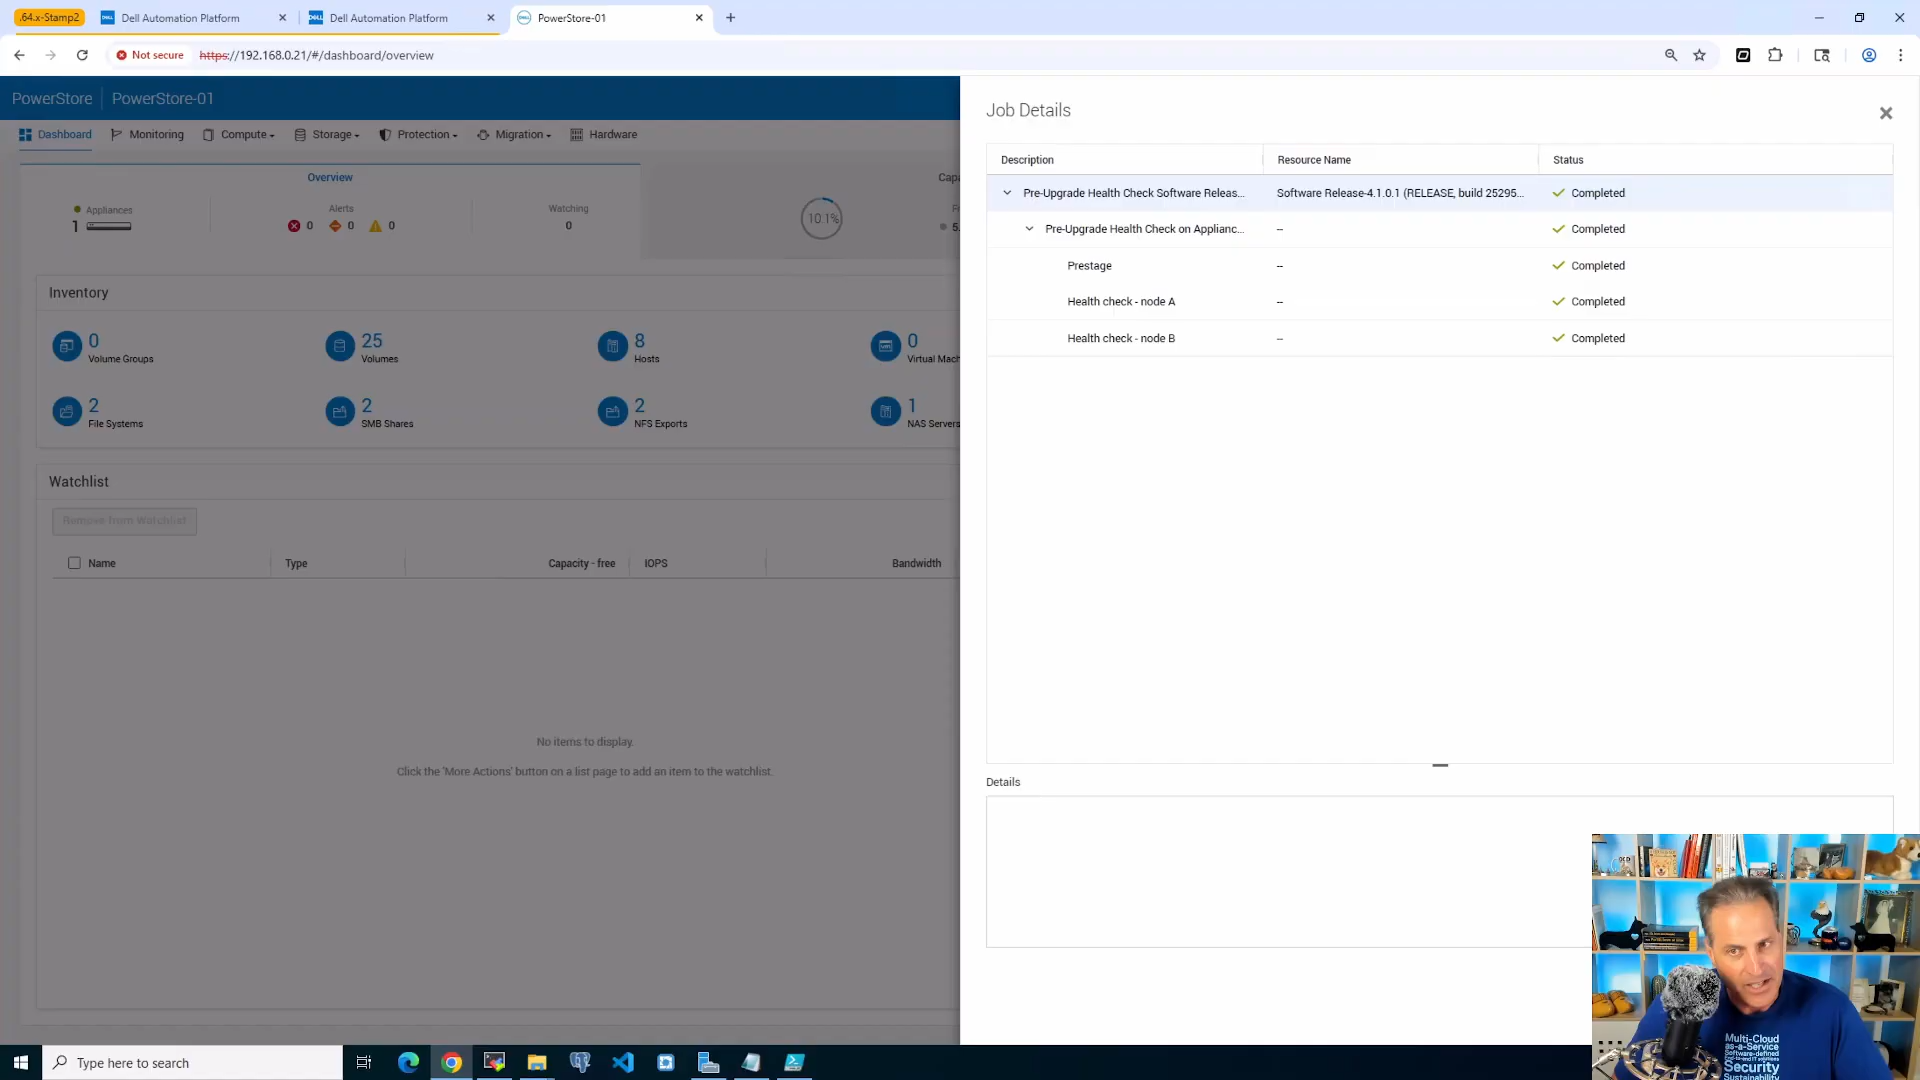 .64.x-Stamp2
Dell Automation Platform
Dell Automation Platform
PowerStore-01
Not secure
https://192.168.0.21/#/dashboard/overview
PowerStore
PowerStore-01
Dashboard
Monitoring
Compute
Storage
Protection
Migration
Hardware
Overview
Appliances
1
Alerts
0
0
0
Watching
0
10.1%
Capa
5.
Inventory
0
Volume Groups
25
Volumes
8
Hosts
0
Virtual Mach
2
File Systems
2
SMB Shares
2
NFS Exports
1
NAS Servers
Watchlist
Remove from Watchlist
Name
Type
Capacity - free
IOPS
Bandwidth
No items to display.
Click the 'More Actions' button on a list page to add an item to the watchlist.
Job Details
Description
Resource Name
Status
Pre-Upgrade Health Check Software Releas...
Software Release-4.1.0.1 (RELEASE, build 25295...
Completed
Pre-Upgrade Health Check on Applianc...
--
Completed
Prestage
--
Completed
Health check - node A
--
Completed
Health check - node B
--
Completed
Details
Type here to search
Multi-Cloud
as-a-Service
Software-defined
End-to-end IT solutions
Security
Sustainability